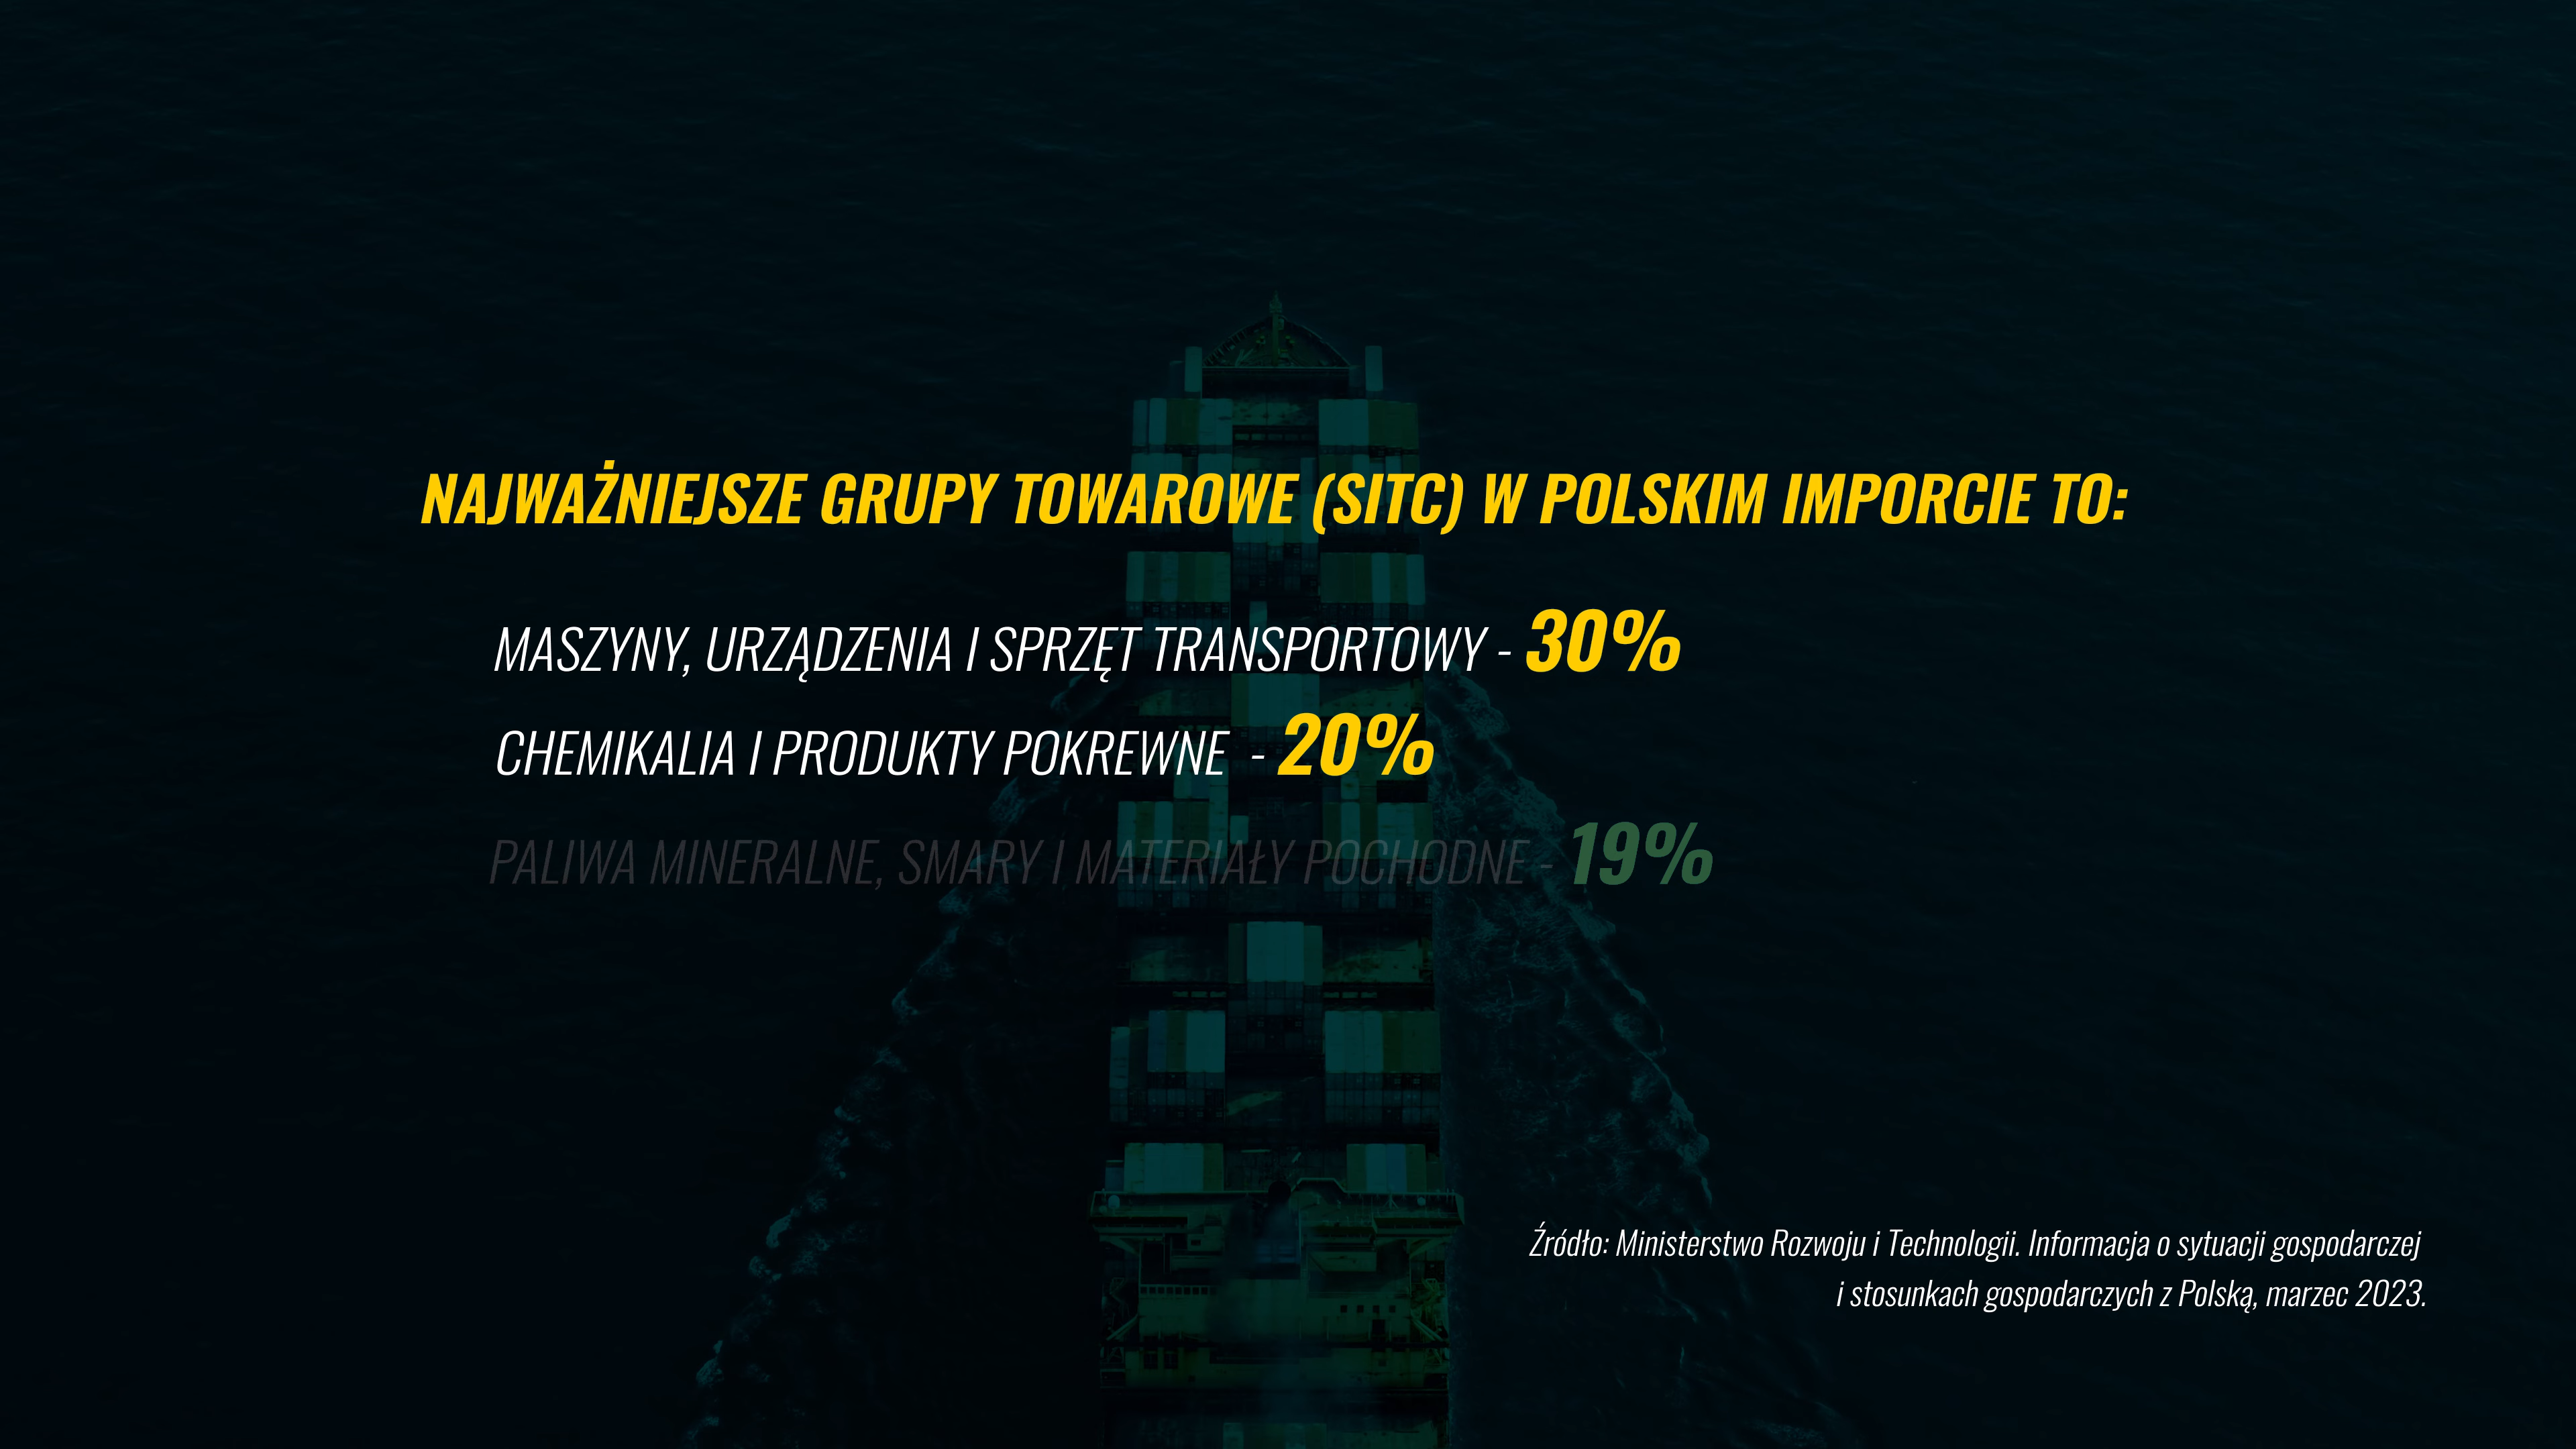 NAJWAŻNIEJSZE GRUPY TOWAROWE (SITC) W POLSKIM IMPORCIE TO:
MASZYNY, URZĄDZENIA I SPRZĘT TRANSPORTOWY - 30%
CHEMIKALIA I PRODUKTY POKREWNE - 20%
PALIWA MINERALNE, SMARY I MATERIAŁY POCHODNE - 19%
Źródło: Ministerstwo Rozwoju i Technologii. Informacja o sytuacji gospodarczej
i stosunkach gospodarczych z Polską, marzec 2023.